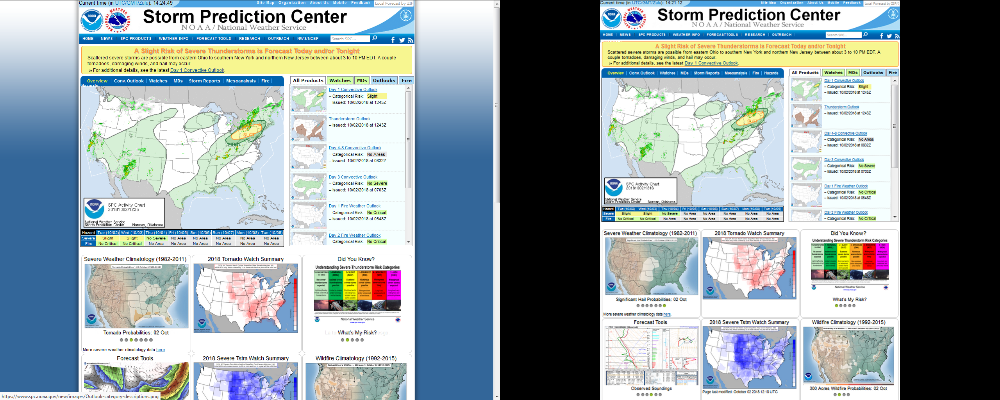 Current time (in UTC/GMT/Zulu): 14:24:49
Site Map Organization About Us Mobile Feedback Local Forecast by ZIP
Storm Prediction Center
NOAA/National Weather Service
HOME NEWS SPC PRODUCTS WEATHER INFO FORECAST TOOLS RESEARCH OUTREACH NWS/NCEP Search SPC...
A Slight Risk of Severe Thunderstorms is Forecast Today and/or Tonight
Scattered severe storms are possible from eastern Ohio to southern New York and northern New Jersey between about 3 to 10 PM EDT. A couple
tornadoes, damaging winds, and hail may occur.
» For additional details, see the latest Day 1 Convective Outlook.
Overview Conv. Outlook Watches MDs Storm Reports Mesoanalysis Fire
Hazards
All Products Watches MDs Outlooks Fire
SLGT
MRGL
NOAA
SPC Activity Chart
20181002/1235
National Weather Service
Storm Prediction Center Norman, Oklahoma
Hazard Tue (10/02) Wed (10/03) Thu (10/04) Fri (10/05) Sat (10/06) Sun (10/07) Mon (10/08) Tue (10/09)
Severe Slight Slight No Severe No Area No Area No Area No Area No Area
Fire No Critical No Critical No Area No Area No Area No Area No Area No Area
Day 1 Convective Outlook
– Categorical Risk: Slight
– Issued: 10/02/2018 at 1245Z
Thunderstorm Outlook
– Issued: 10/02/2018 at 1243Z
Day 4-8 Convective Outlook
– Categorical Risk: No Areas
– Issued: 10/02/2018 at 0832Z
Day 3 Convective Outlook
– Categorical Risk: No Severe
– Issued: 10/02/2018 at 0703Z
Day 1 Fire Weather Outlook
– Categorical Risk: No Critical
– Issued: 10/02/2018 at 0548Z
Day 2 Fire Weather Outlook
– Categorical Risk: No Critical
Severe Weather Climatology (1982-2011)
Tornado Probabilities: 02 October (1982-2011)
Tornado Probabilities: 02 Oct
More severe weather climatology data here.
2018 Tornado Watch Summary
Did You Know?
Understanding Severe Thunderstorm Risk Categories
National Weather Service
www.spc.noaa.gov
What's My Risk?
Forecast Tools
2018 Severe Tstm Watch Summary
Wildfire Climatology (1992-2015)
Probability of a Wildfire ≥ 100 acres*: October 02 (1992-2015)
https://www.spc.noaa.gov/new/images/Outlook-category-descriptions.png
Current time (in UTC/GMT/Zulu): 14:21:12
Site Map Organization About Us Mobile Feedback Local Forecast by ZIP/
Storm Prediction Center
NOAA/National Weather Service
HOME NEWS SPC PRODUCTS WEATHER INFO FORECAST TOOLS RESEARCH OUTREACH Search SPC...
A Slight Risk of Severe Thunderstorms is Forecast Today and/or Tonight
Scattered severe storms are possible from eastern Ohio to southern New York and northern New Jersey between about 3 to 10 PM EDT. A
couple tornadoes, damaging winds, and hail may occur.
» For additional details, see the latest Day 1 Convective Outlook.
Overview Conv. Outlook Watches MDs Storm Reports Mesoanalysis Fire Hazards
All Products Watches MDs Outlooks Fire
SLGT
MRGL
NOAA
SPC Activity Chart
20181002/1316
National Weather Service
Storm Prediction Center Norman, Oklahoma
Hazard Tue (10/02) Wed (10/03) Thu (10/04) Fri (10/05) Sat (10/06) Sun (10/07) Mon (10/08) Tue (10/09)
Severe Slight Slight No Severe No Area No Area No Area No Area No Area
Fire No Critical No Critical No Area No Area No Area No Area No Area No Area
Day 1 Convective Outlook
– Categorical Risk: Slight
– Issued: 10/02/2018 at 1245Z
Thunderstorm Outlook
– Issued: 10/02/2018 at 1243Z
Day 4-8 Convective Outlook
– Categorical Risk: No Areas
– Issued: 10/02/2018 at 0832Z
Day 3 Convective Outlook
– Categorical Risk: No Severe
– Issued: 10/02/2018 at 0703Z
Day 1 Fire Weather Outlook
– Categorical Risk: No Critical
– Issued: 10/02/2018 at 0548Z
Day 2 Fire Weather Outlook
– Categorical Risk: No Critical
Severe Weather Climatology (1982-2011)
Significant Hail Probabilities: 02 Oct
More severe weather climatology data here.
2018 Tornado Watch Summary
Did You Know?
Understanding Severe Thunderstorm Risk Categories
National Weather Service
www.spc.noaa.gov
What's My Risk?
Forecast Tools
Observed Soundings
2018 Severe Tstm Watch Summary
Page last modified: October 02 2018 12:18 UTC
Wildfire Climatology (1992-2015)
300 Acres Wildfire Probabilities: 02 Oct